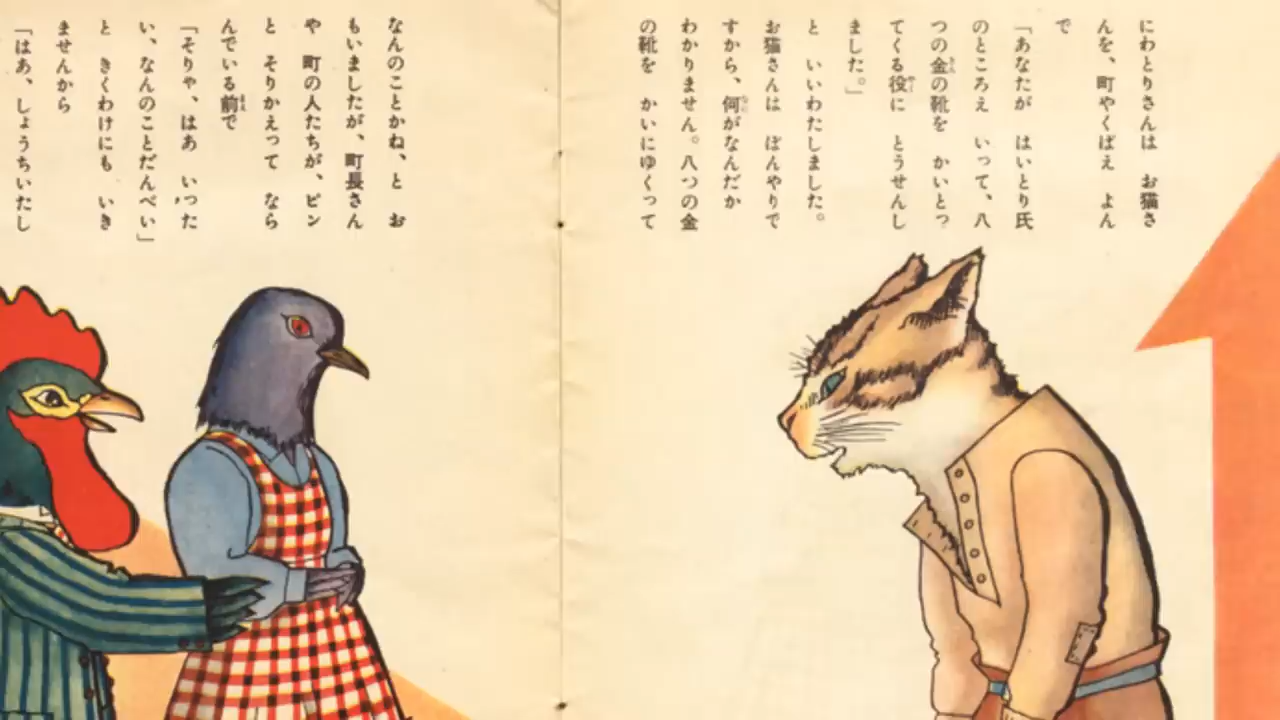 にわとりさんは　お猫さ
んを、町やくばえ　よん
で
「あなたが　はいとり氏
のところえ　いって、八
つの金の靴を　かいとっ
てくる役に　とうせんし
ました。」
と　いいわたしました。
お猫さんは　ぼんやりで
すから、何がなんだか
わかりません。八つの金
の靴を　かいにゆくって
なんのことかね、と　お
もいましたが、町長さん
や　町の人たちが、ピン
と　そりかえって　なら
んでいる前で
「そりゃ、はあ　いった
い、なんのことだんべい」
と　きくわけにも　いき
ませんから
「はあ、しょうちいたし